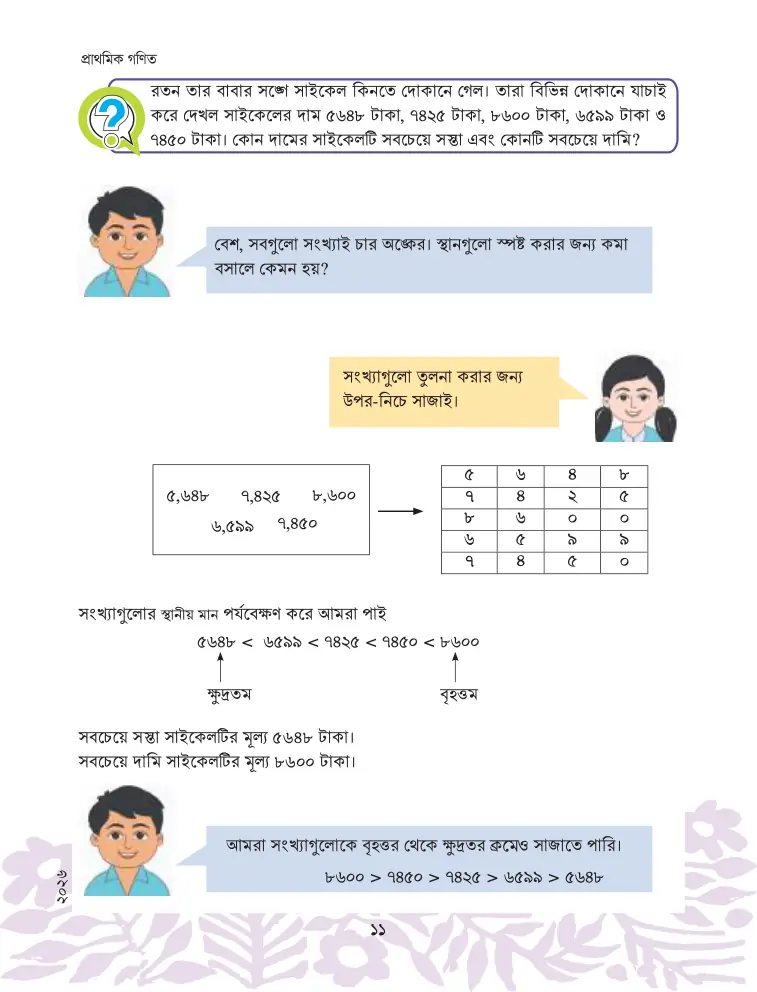 প্রাথমিক গণিত
রতন তার বাবার সঙ্গে সাইকেল কিনতে দোকানে গেল। তারা বিভিন্ন দোকানে যাচাই
করে দেখল সাইকেলের দাম ৫৬৪৮ টাকা, ৭৪২৫ টাকা, ৮৬০০ টাকা, ৬৫৯৯ টাকা ও
৭৪৫০ টাকা। কোন দামের সাইকেলটি সবচেয়ে সস্তা এবং কোনটি সবচেয়ে দামি?
বেশ, সবগুলো সংখ্যাই চার অঙ্কের। স্থানগুলো স্পষ্ট করার জন্য কমা
বসালে কেমন হয়?
সংখ্যাগুলো তুলনা করার জন্য
উপর-নিচে সাজাই।
৫,৬৪৮ ৭,৪২৫ ৮,৬০০
৬,৫৯৯ ৭,৪৫০
৫ ৬ ৪ ৮
৭ ৪ ২ ৫
৮ ৬ ০ ০
৬ ৫ ৯ ৯
৭ ৪ ৫ ০
সংখ্যাগুলোর স্থানীয় মান পর্যবেক্ষণ করে আমরা পাই
৫৬৪৮ < ৬৫৯৯ < ৭৪২৫ < ৭৪৫০ < ৮৬০০
ক্ষুদ্রতম বৃহত্তম
সবচেয়ে সস্তা সাইকেলটির মূল্য ৫৬৪৮ টাকা।
সবচেয়ে দামি সাইকেলটির মূল্য ৮৬০০ টাকা।
আমরা সংখ্যাগুলোকে বৃহত্তর থেকে ক্ষুদ্রতর ক্রমেও সাজাতে পারি।
৮৬০০ > ৭৪৫০ > ৭৪২৫ > ৬৫৯৯ > ৫৬৪৮
২০২৬
১১